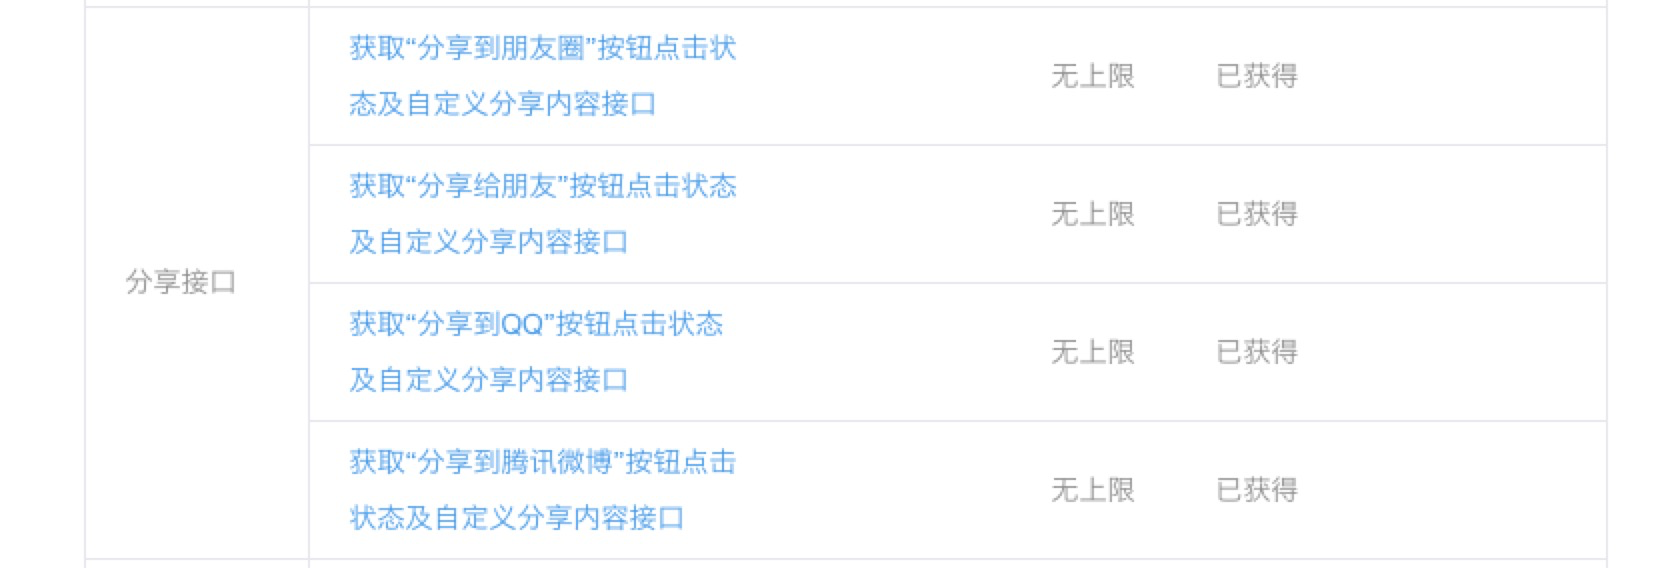 分享接口
获取“分享到朋友圈”按钮点击状
态及自定义分享内容接口
无上限
已获得
获取“分享给朋友”按钮点击状态
及自定义分享内容接口
无上限
已获得
获取“分享到QQ”按钮点击状态
及自定义分享内容接口
无上限
已获得
获取“分享到腾讯微博”按钮点击
状态及自定义分享内容接口
无上限
已获得